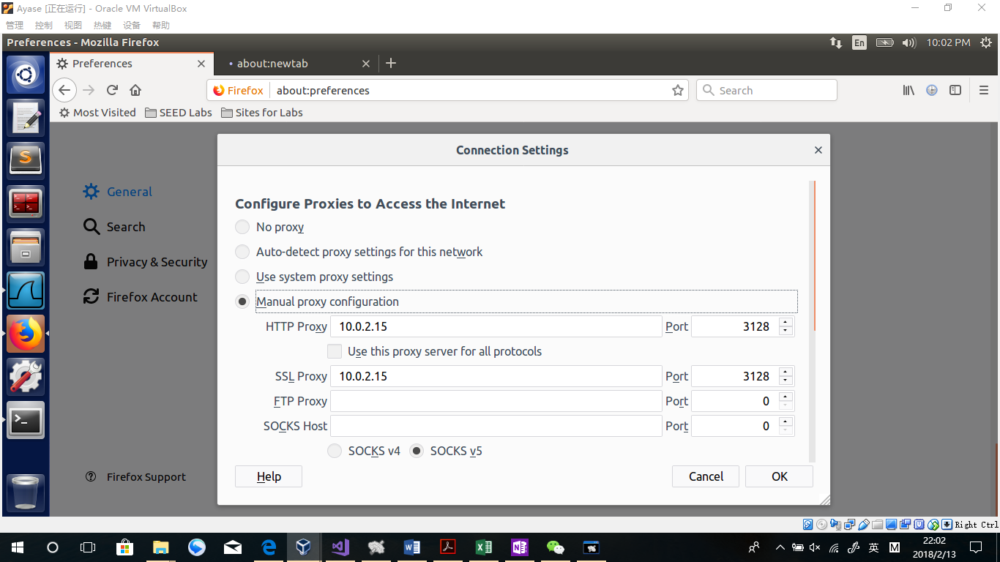 Ayase [正在运行] - Oracle VM VirtualBox
管理 控制 视图 热键 设备 帮助
Preferences - Mozilla Firefox En 10:02 PM
Preferences about:newtab
Firefox about:preferences Search
Most Visited SEED Labs Sites for Labs
Connection Settings
General
Search
Privacy & Security
Firefox Account
Firefox Support
Configure Proxies to Access the Internet
No proxy
Auto-detect proxy settings for this network
Use system proxy settings
Manual proxy configuration
HTTP Proxy 10.0.2.15 Port 3128
Use this proxy server for all protocols
SSL Proxy 10.0.2.15 Port 3128
FTP Proxy Port 0
SOCKS Host Port 0
SOCKS v4 SOCKS v5
Help Cancel OK
Right Ctrl
英 M 22:02
2018/2/13